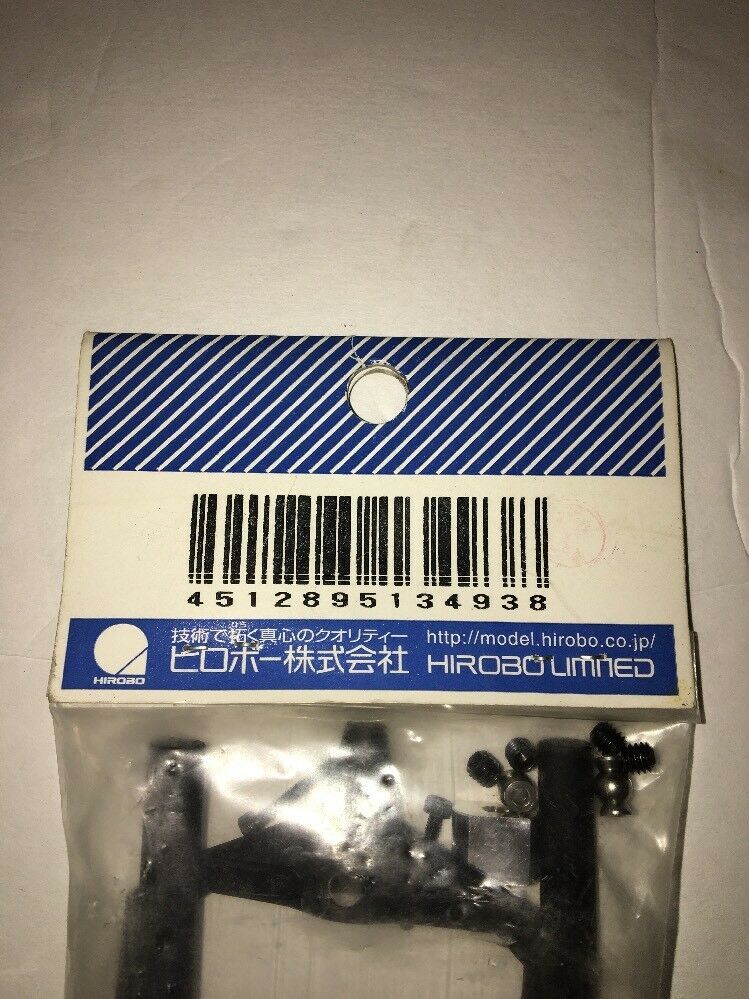 4512895134938
技術で拓く真心のクオリティー
ヒロボー株式会社
http://model.hirobo.co.jp/
HIROBO LIMITED
HIROBO